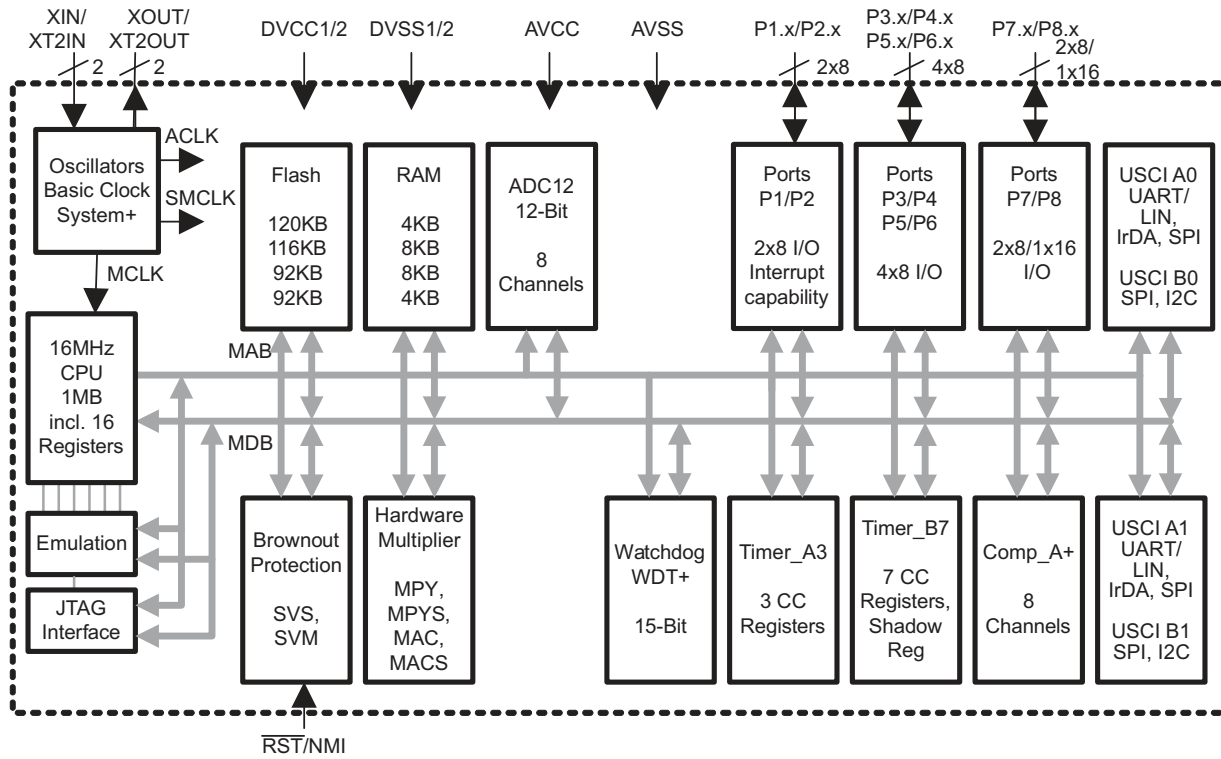 XIN/
XT2IN
2
XOUT/
XT2OUT
2
DVCC1/2
DVSS1/2
AVCC
AVSS
P1.x/P2.x
2x8
P3.x/P4.x
P5.x/P6.x
4x8
P7.x/P8.x
2x8/
1x16
Oscillators
Basic Clock
System+
ACLK
SMCLK
MCLK
Flash
120KB
116KB
92KB
92KB
RAM
4KB
8KB
8KB
4KB
ADC12
12-Bit
8
Channels
Ports
P1/P2
2x8 I/O
Interrupt
capability
Ports
P3/P4
P5/P6
4x8 I/O
Ports
P7/P8
2x8/1x16
I/O
USCI A0
UART/
LIN,
IrDA, SPI
USCI B0
SPI, I2C
16MHz
CPU
1MB
incl. 16
Registers
MAB
MDB
Emulation
JTAG
Interface
Brownout
Protection
SVS,
SVM
Hardware
Multiplier
MPY,
MPYS,
MAC,
MACS
Watchdog
WDT+
15-Bit
Timer_A3
3 CC
Registers
Timer_B7
7 CC
Registers,
Shadow
Reg
Comp_A+
8
Channels
USCI A1
UART/
LIN,
IrDA, SPI
USCI B1
SPI, I2C
RST/NMI